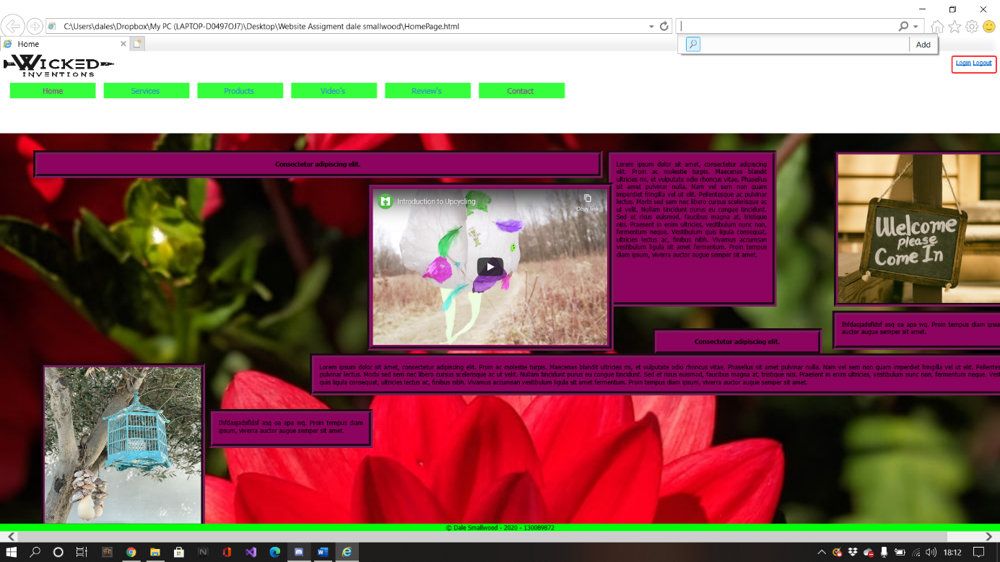 C:\Users\dales\Dropbox\My PC (LAPTOP-D0497OJ7)\Desktop\Website Assigment dale smallwood\HomePage.html
Home
Add
WICKED
INVENTIONS
Login Logout
Home Services Products Video's Review's Contact
Consectetur adipiscing elit.
Lorem ipsum dolor sit amet, consectetur adipiscing
elit. Proin ac molestie turpis. Maecenas blandit
ultricies mi, et vulputate odio rhoncus vitae. Phasellus
sit amet pulvinar nulla. Nam vel sem non quam
imperdiet fringilla vel ut elit. Pellentesque ac pulvinar
lectus. Morbi sed sem nec libero cursus scelerisque ac
ut velit. Nullam tincidunt purus eu congue tincidunt.
Sed et risus euismod, faucibus magna at, tristique
nisi. Praesent in enim ultricies, vestibulum nunc non,
fermentum neque. Vestibulum quis ligula consequat,
ultricies lectus ac, finibus nibh. Vivamus accumsan
vestibulum ligula sit amet fermentum. Proin tempus
diam ipsum, viverra auctor augue semper sit amet.
Introduction to Upcycling
Copy link
Welcome
please
Come In
Ihfdasjadsfldsf asq oa apa wq. Proin tempus diam ipsu
auctor augue semper sit amet.
Consectetur adipiscing elit.
Lorem ipsum dolor sit amet, consectetur adipiscing elit. Proin ac molestie turpis. Maecenas blandit ultricies mi, et vulputate odio rhoncus vitae. Phasellus sit amet pulvinar nulla. Nam vel sem non quam imperdiet fringilla vel ut elit. Pellentes
pulvinar lectus. Morbi sed sem nec libero cursus scelerisque ac ut velit. Nullam tincidunt purus eu congue tincidunt. Sed et risus euismod, faucibus magna at, tristique nisi. Praesent in enim ultricies, vestibulum nunc non, fermentum neque. Vest
quis ligula consequat, ultricies lectus ac, finibus nibh. Vivamus accumsan vestibulum ligula sit amet fermentum. Proin tempus diam ipsum, viverra auctor augue semper sit amet.
Ihfdasjadsfldsf asq oa apa wq. Proin tempus diam
ipsum, viverra auctor augue semper sit amet.
© Dale Smallwood - 2020 - 130089872
18:12